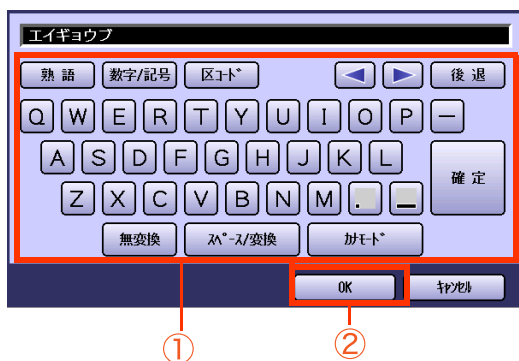 エイギョウブ
熟語 数字/記号 区ｺｰﾄﾞ 後退
Q W E R T Y U I O P ー
A S D F G H J K L 確定
Z X C V B N M . _
無変換 ｽﾍﾟｰｽ/変換 ｶﾅﾓｰﾄﾞ
OK ｷｬﾝｾﾙ
① ②